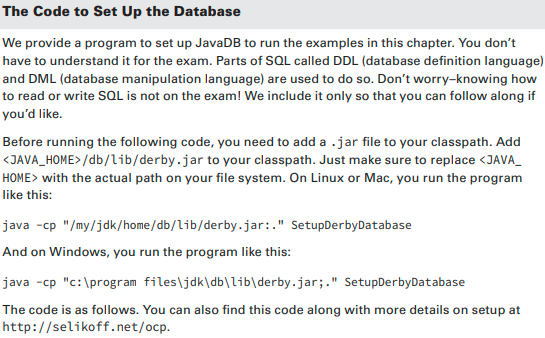 The Code to Set Up the Database
We provide a program to set up JavaDB to run the examples in this chapter. You don’t
have to understand it for the exam. Parts of SQL called DDL (database definition language)
and DML (database manipulation language) are used to do so. Don’t worry–knowing how
to read or write SQL is not on the exam! We include it only so that you can follow along if
you’d like.
Before running the following code, you need to add a .jar file to your classpath. Add
<JAVA_HOME>/db/lib/derby.jar to your classpath. Just make sure to replace <JAVA_
HOME> with the actual path on your file system. On Linux or Mac, you run the program
like this:
java -cp "/my/jdk/home/db/lib/derby.jar:." SetupDerbyDatabase
And on Windows, you run the program like this:
java -cp "c:\program files\jdk\db\lib\derby.jar;." SetupDerbyDatabase
The code is as follows. You can also find this code along with more details on setup at
http://selikoff.net/ocp.